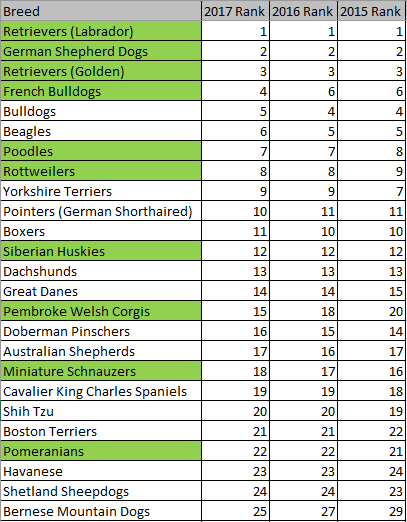 Breed 2017 Rank 2016 Rank 2015 Rank
Retrievers (Labrador) 1 1 1
German Shepherd Dogs 2 2 2
Retrievers (Golden) 3 3 3
French Bulldogs 4 6 6
Bulldogs 5 4 4
Beagles 6 5 5
Poodles 7 7 8
Rottweilers 8 8 9
Yorkshire Terriers 9 9 7
Pointers (German Shorthaired) 10 11 11
Boxers 11 10 10
Siberian Huskies 12 12 12
Dachshunds 13 13 13
Great Danes 14 14 15
Pembroke Welsh Corgis 15 18 20
Doberman Pinschers 16 15 14
Australian Shepherds 17 16 17
Miniature Schnauzers 18 17 16
Cavalier King Charles Spaniels 19 19 18
Shih Tzu 20 20 19
Boston Terriers 21 21 22
Pomeranians 22 22 21
Havanese 23 23 24
Shetland Sheepdogs 24 24 23
Bernese Mountain Dogs 25 27 29